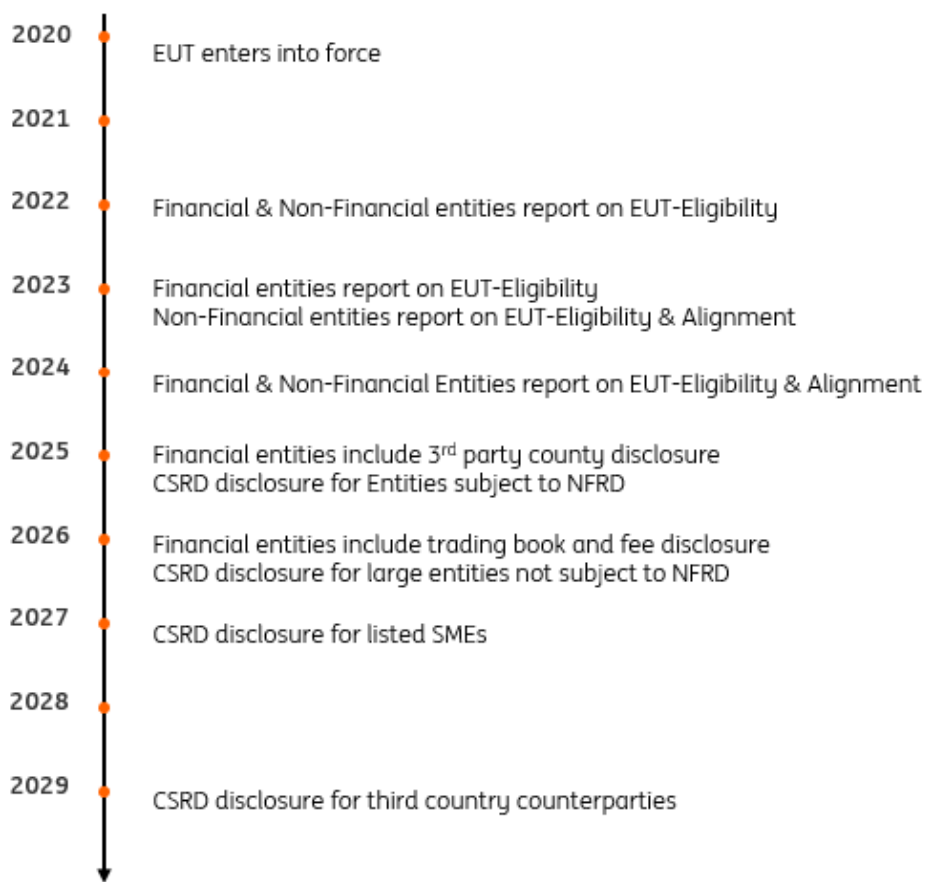 2020
EUT enters into force
2021
2022
Financial & Non-Financial entities report on EUT-Eligibility
2023
Financial entities report on EUT-Eligibility
Non-Financial entities report on EUT-Eligibility & Alignment
2024
Financial & Non-Financial Entities report on EUT-Eligibility & Alignment
2025
Financial entities include 3rd party county disclosure
CSRD disclosure for Entities subject to NFRD
2026
Financial entities include trading book and fee disclosure
CSRD disclosure for large entities not subject to NFRD
2027
CSRD disclosure for listed SMEs
2028
2029
CSRD disclosure for third country counterparties